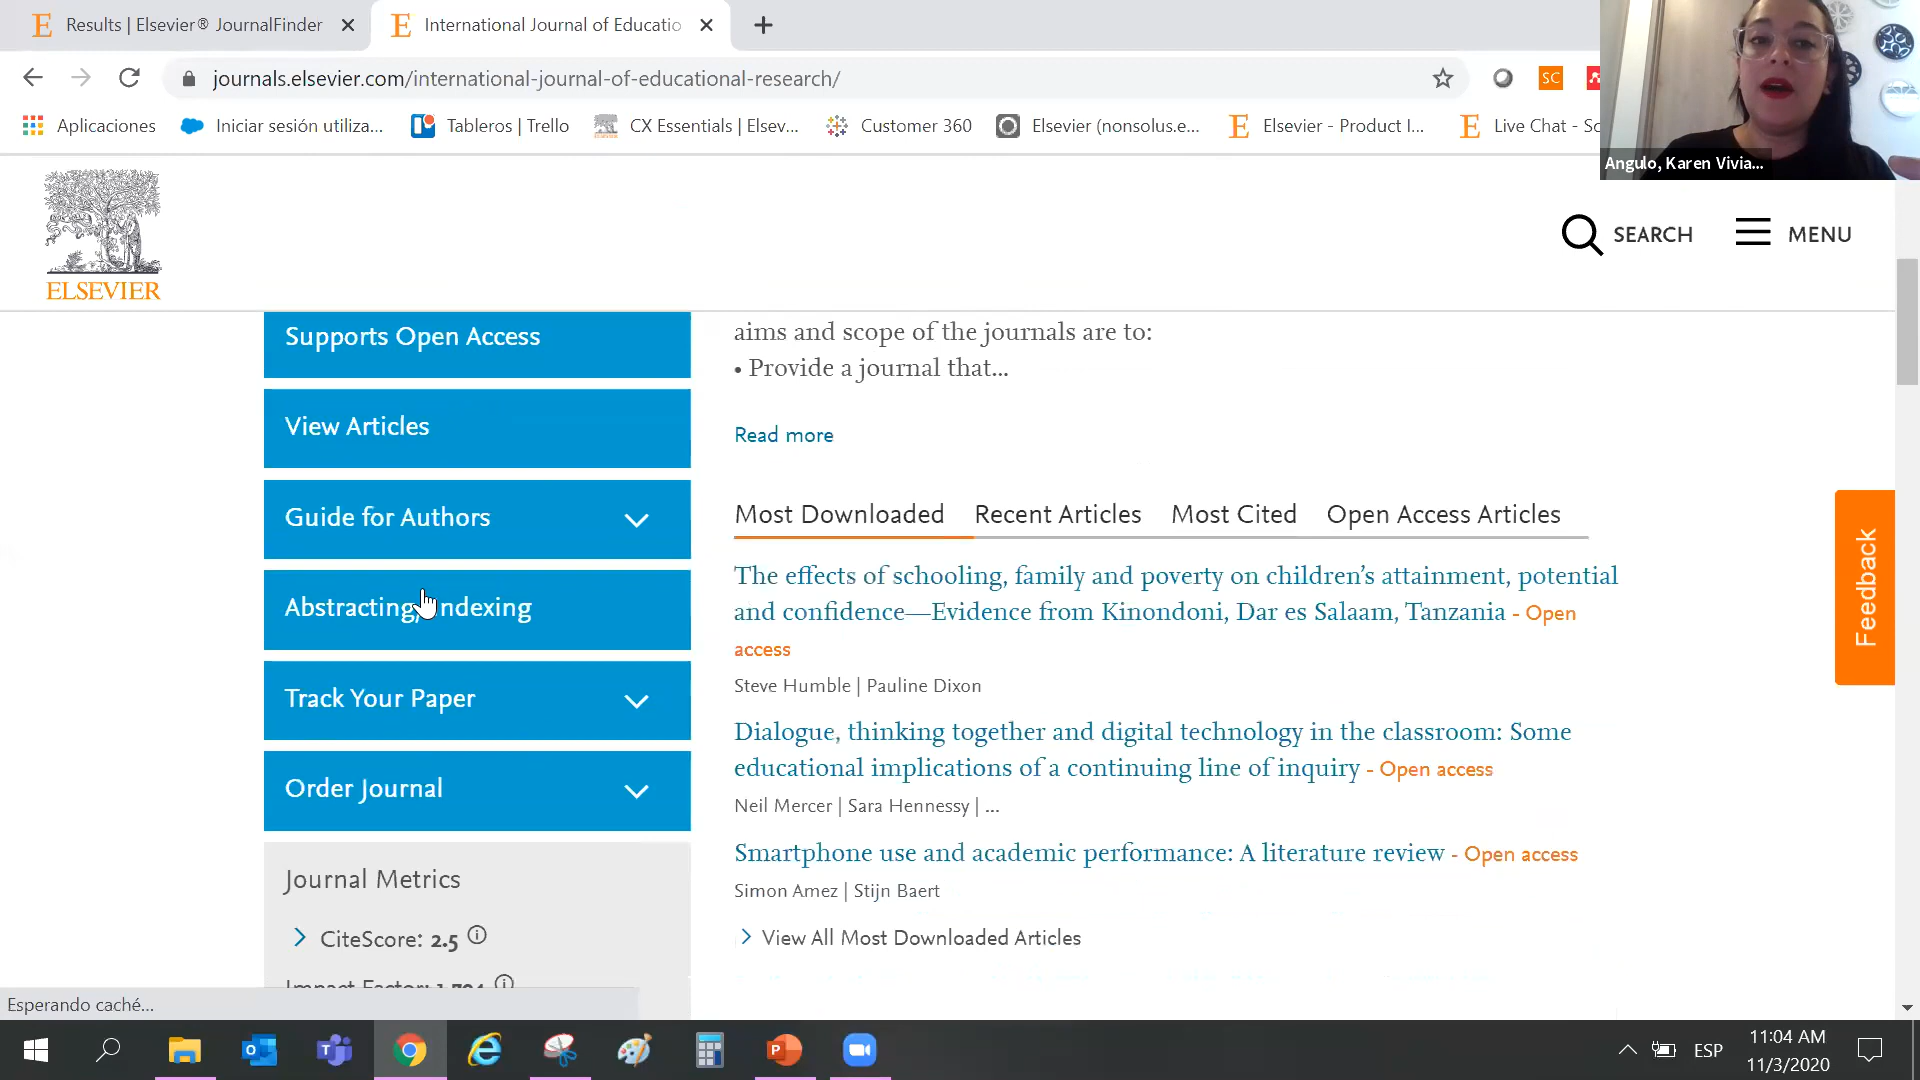 Results | Elsevier® JournalFinder
International Journal of Educatio
journals.elsevier.com/international-journal-of-educational-research/
SC
Aplicaciones
Iniciar sesión utiliza...
Tableros | Trello
CX Essentials | Elsev...
Customer 360
Elsevier (nonsolus.e...
Elsevier - Product I...
Live Chat - Sc
Angulo, Karen Vivia...
ELSEVIER
SEARCH
MENU
Supports Open Access
View Articles
Guide for Authors
Abstracting/ Indexing
Track Your Paper
Order Journal
Journal Metrics
CiteScore: 2.5
Impact Factor: 1.794
aims and scope of the journals are to:
• Provide a journal that...
Read more
Most Downloaded
Recent Articles
Most Cited
Open Access Articles
The effects of schooling, family and poverty on children's attainment, potential
and confidence—Evidence from Kinondoni, Dar es Salaam, Tanzania - Open
access
Steve Humble | Pauline Dixon
Dialogue, thinking together and digital technology in the classroom: Some
educational implications of a continuing line of inquiry - Open access
Neil Mercer | Sara Hennessy | ...
Smartphone use and academic performance: A literature review - Open access
Simon Amez | Stijn Baert
View All Most Downloaded Articles
Feedback
Esperando caché...
ESP
11:04 AM
11/3/2020